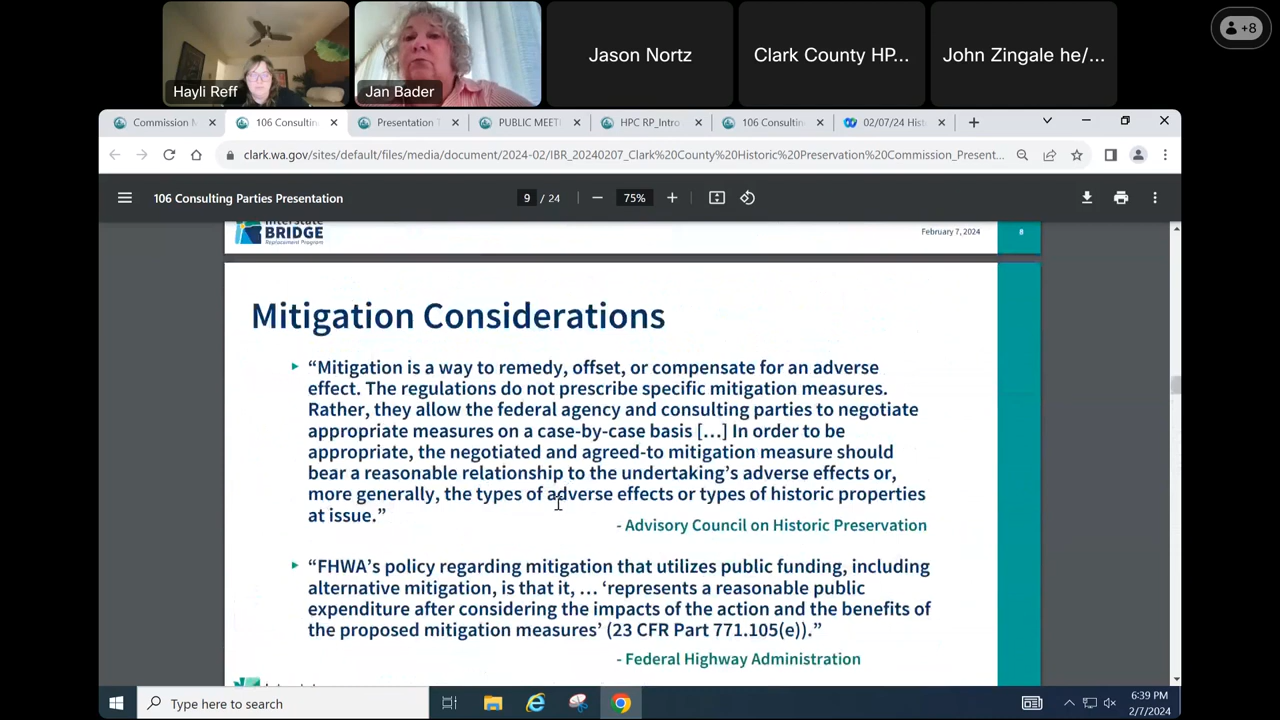 Hayli Reff
Jan Bader
Jason Nortz
Clark County HP...
John Zingale he/...
+8
Commission M
106 Consultin
Presentation T
PUBLIC MEET
HPC RP_Intro
106 Consultin
02/07/24 Hist
clark.wa.gov/sites/default/files/media/document/2024-02/IBR_20240207_Clark%20County%20Historic%20Preservation%20Commission_Present...
106 Consulting Parties Presentation
9 / 24
75%
Interstate
BRIDGE
Replacement Program
February 7, 2024
8
Mitigation Considerations
“Mitigation is a way to remedy, offset, or compensate for an adverse
effect. The regulations do not prescribe specific mitigation measures.
Rather, they allow the federal agency and consulting parties to negotiate
appropriate measures on a case-by-case basis […] In order to be
appropriate, the negotiated and agreed-to mitigation measure should
bear a reasonable relationship to the undertaking’s adverse effects or,
more generally, the types of adverse effects or types of historic properties
at issue.”
- Advisory Council on Historic Preservation
“FHWA’s policy regarding mitigation that utilizes public funding, including
alternative mitigation, is that it, … ‘represents a reasonable public
expenditure after considering the impacts of the action and the benefits of
the proposed mitigation measures’ (23 CFR Part 771.105(e)).”
- Federal Highway Administration
Type here to search
6:39 PM
2/7/2024